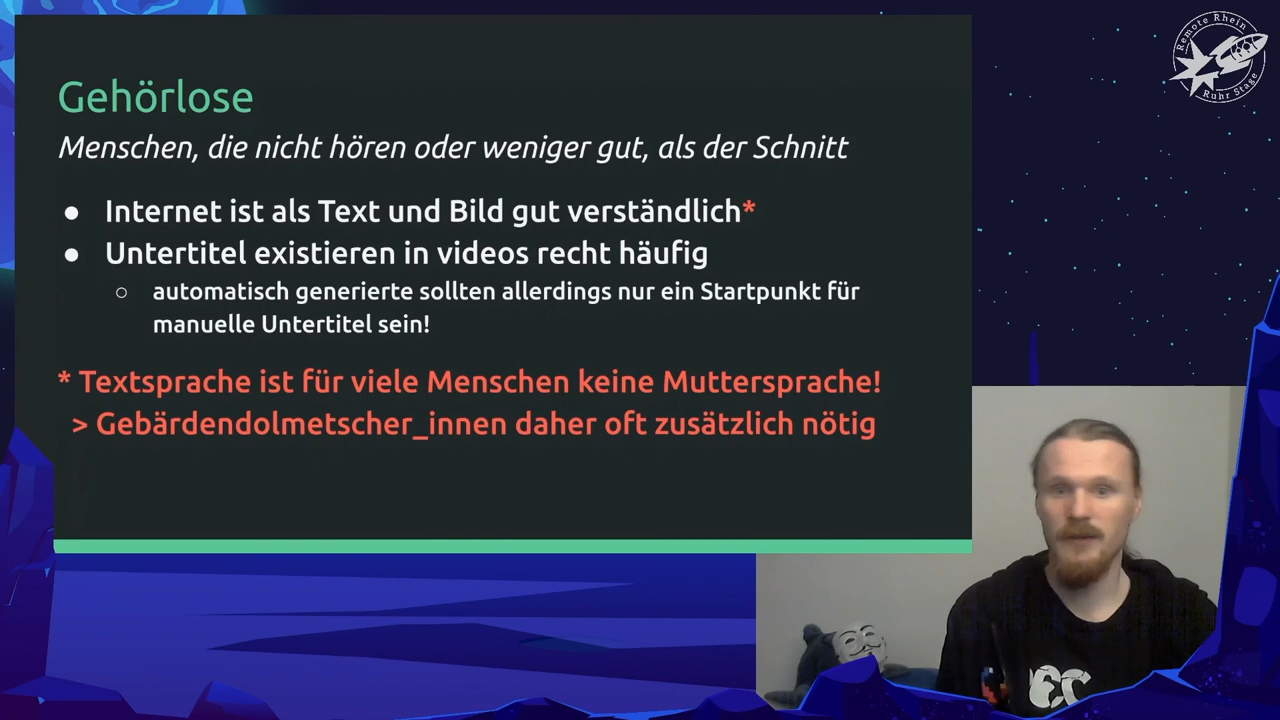 Gehörlose
Menschen, die nicht hören oder weniger gut, als der Schnitt
● Internet ist als Text und Bild gut verständlich*
● Untertitel existieren in videos recht häufig
○ automatisch generierte sollten allerdings nur ein Startpunkt für
manuelle Untertitel sein!
* Textsprache ist für viele Menschen keine Muttersprache!
> Gebärdendolmetscher_innen daher oft zusätzlich nötig
Remote Rhein
Ruhr Stage